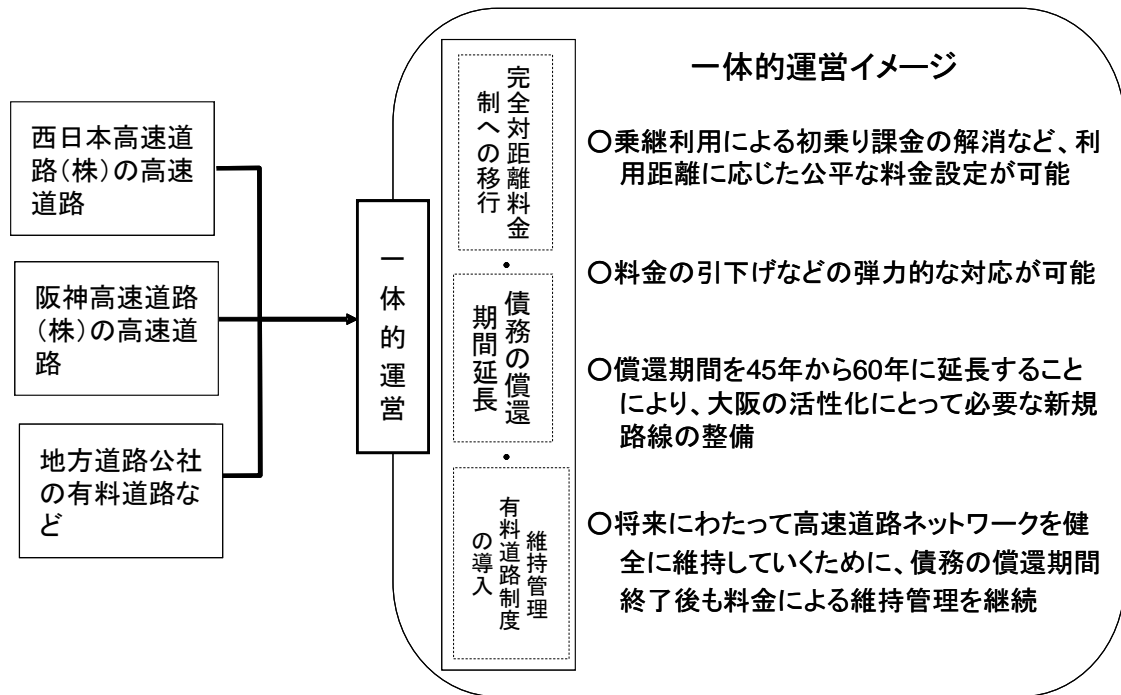 西日本高速道
路(株)の高速
道路
阪神高速道路
(株)の高速道
路
地方道路公社
の有料道路など
一体的運営
完全対距離料金
制への移行
・
債務の償還
期間延長
・
維持管理
有料道路制度
の導入
一体的運営イメージ
○乗継利用による初乗り課金の解消など、利
用距離に応じた公平な料金設定が可能
○料金の引下げなどの弾力的な対応が可能
○償還期間を45年から60年に延長すること
により、大阪の活性化にとって必要な新規
路線の整備
○将来にわたって高速道路ネットワークを健
全に維持していくために、債務の償還期間
終了後も料金による維持管理を継続